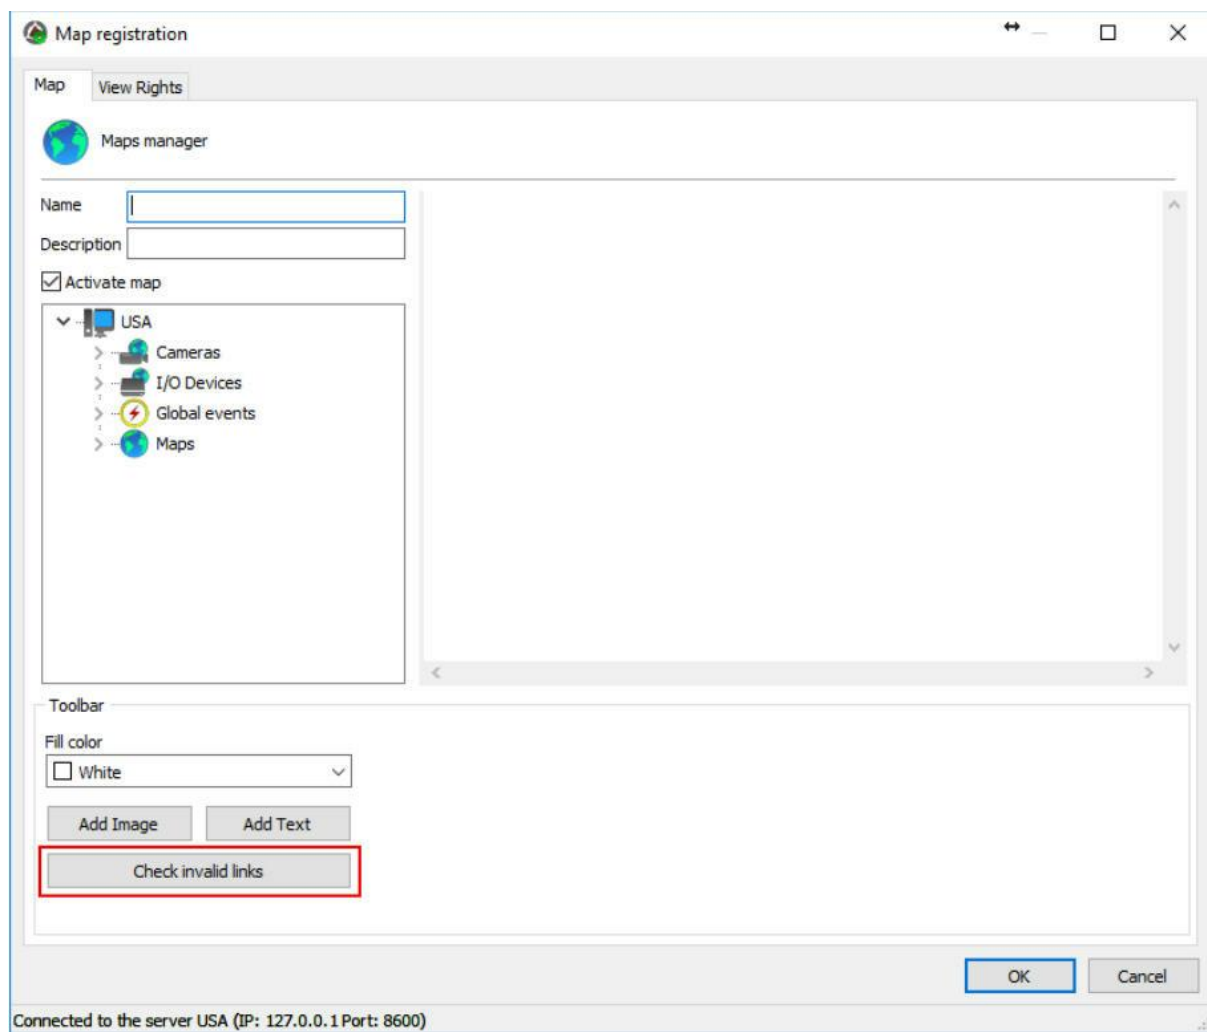 Map registration
Map
View Rights
Maps manager
Name
Description
Activate map
USA
Cameras
I/O Devices
Global events
Maps
Toolbar
Fill color
White
Add Image
Add Text
Check invalid links
OK
Cancel
Connected to the server USA (IP: 127.0.0.1 Port: 8600)